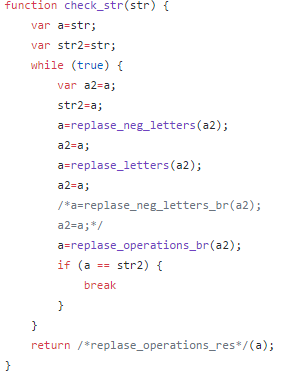 function check_str(str) {
var a=str;
var str2=str;
while (true) {
var a2=a;
str2=a;
a=replase_neg_letters(a2);
a2=a;
a=replase_letters(a2);
a2=a;
/*a=replase_neg_letters_br(a2);
a2=a;*/
a=replase_operations_br(a2);
if (a == str2) {
break
}
}
return /*replase_operations_res*/(a);
}